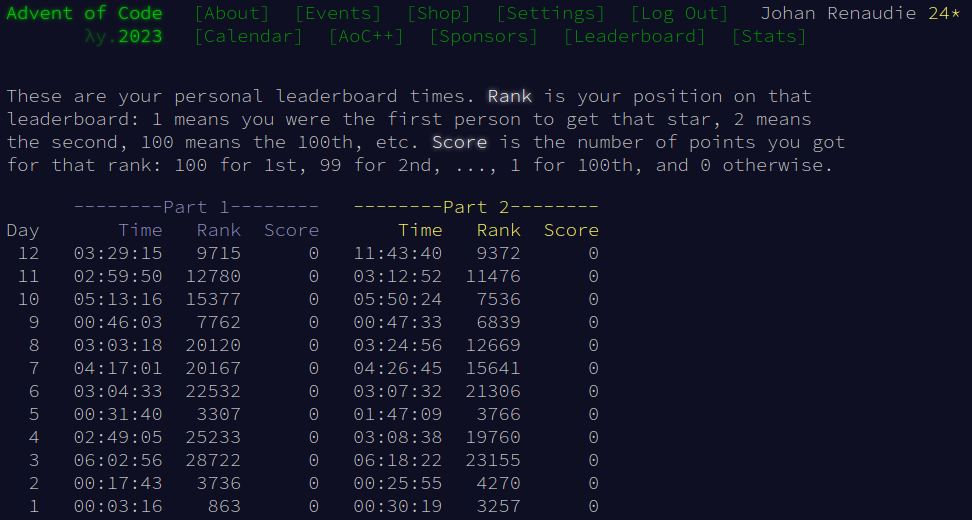 Advent of Code [About] [Events] [Shop] [Settings] [Log Out] Johan Renaudie 24*
λy.2023 [Calendar] [AoC++] [Sponsors] [Leaderboard] [Stats]
These are your personal leaderboard times. Rank is your position on that
leaderboard: 1 means you were the first person to get that star, 2 means
the second, 100 means the 100th, etc. Score is the number of points you got
for that rank: 100 for 1st, 99 for 2nd, ..., 1 for 100th, and 0 otherwise.
--------Part 1-------- --------Part 2--------
Day Time Rank Score Time Rank Score
12 03:29:15 9715 0 11:43:40 9372 0
11 02:59:50 12780 0 03:12:52 11476 0
10 05:13:16 15377 0 05:50:24 7536 0
9 00:46:03 7762 0 00:47:33 6839 0
8 03:03:18 20120 0 03:24:56 12669 0
7 04:17:01 20167 0 04:26:45 15641 0
6 03:04:33 22532 0 03:07:32 21306 0
5 00:31:40 3307 0 01:47:09 3766 0
4 02:49:05 25233 0 03:08:38 19760 0
3 06:02:56 28722 0 06:18:22 23155 0
2 00:17:43 3736 0 00:25:55 4270 0
1 00:03:16 863 0 00:30:19 3257 0